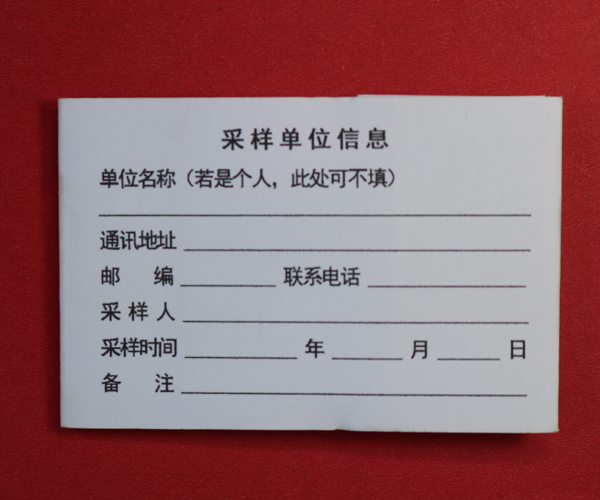 采样单位信息
单位名称（若是个人，此处可不填）
通讯地址
邮 编 联系电话
采样人
采样时间 年 月 日
备 注